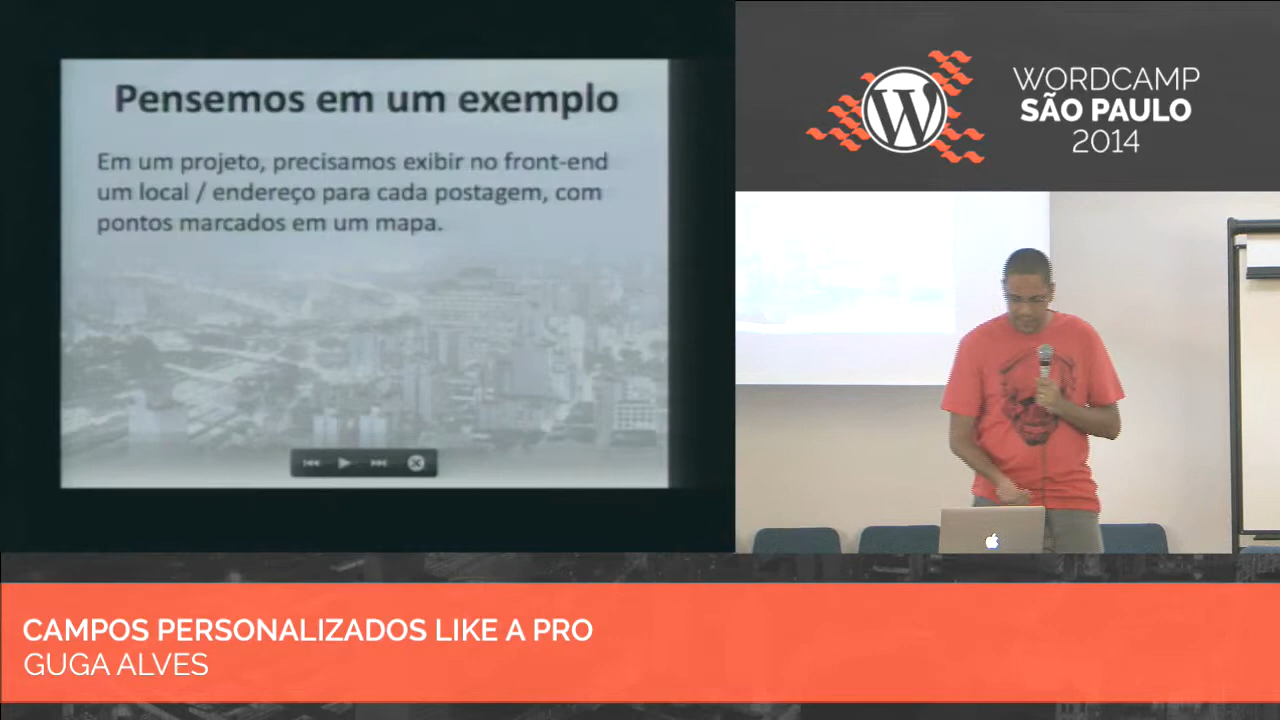 Pensemos em um exemplo
Em um projeto, precisamos exibir no front-end
um local / endereço para cada postagem, com
pontos marcados em um mapa.
WORDCAMP
SÃO PAULO
2014
CAMPOS PERSONALIZADOS LIKE A PRO
GUGA ALVES